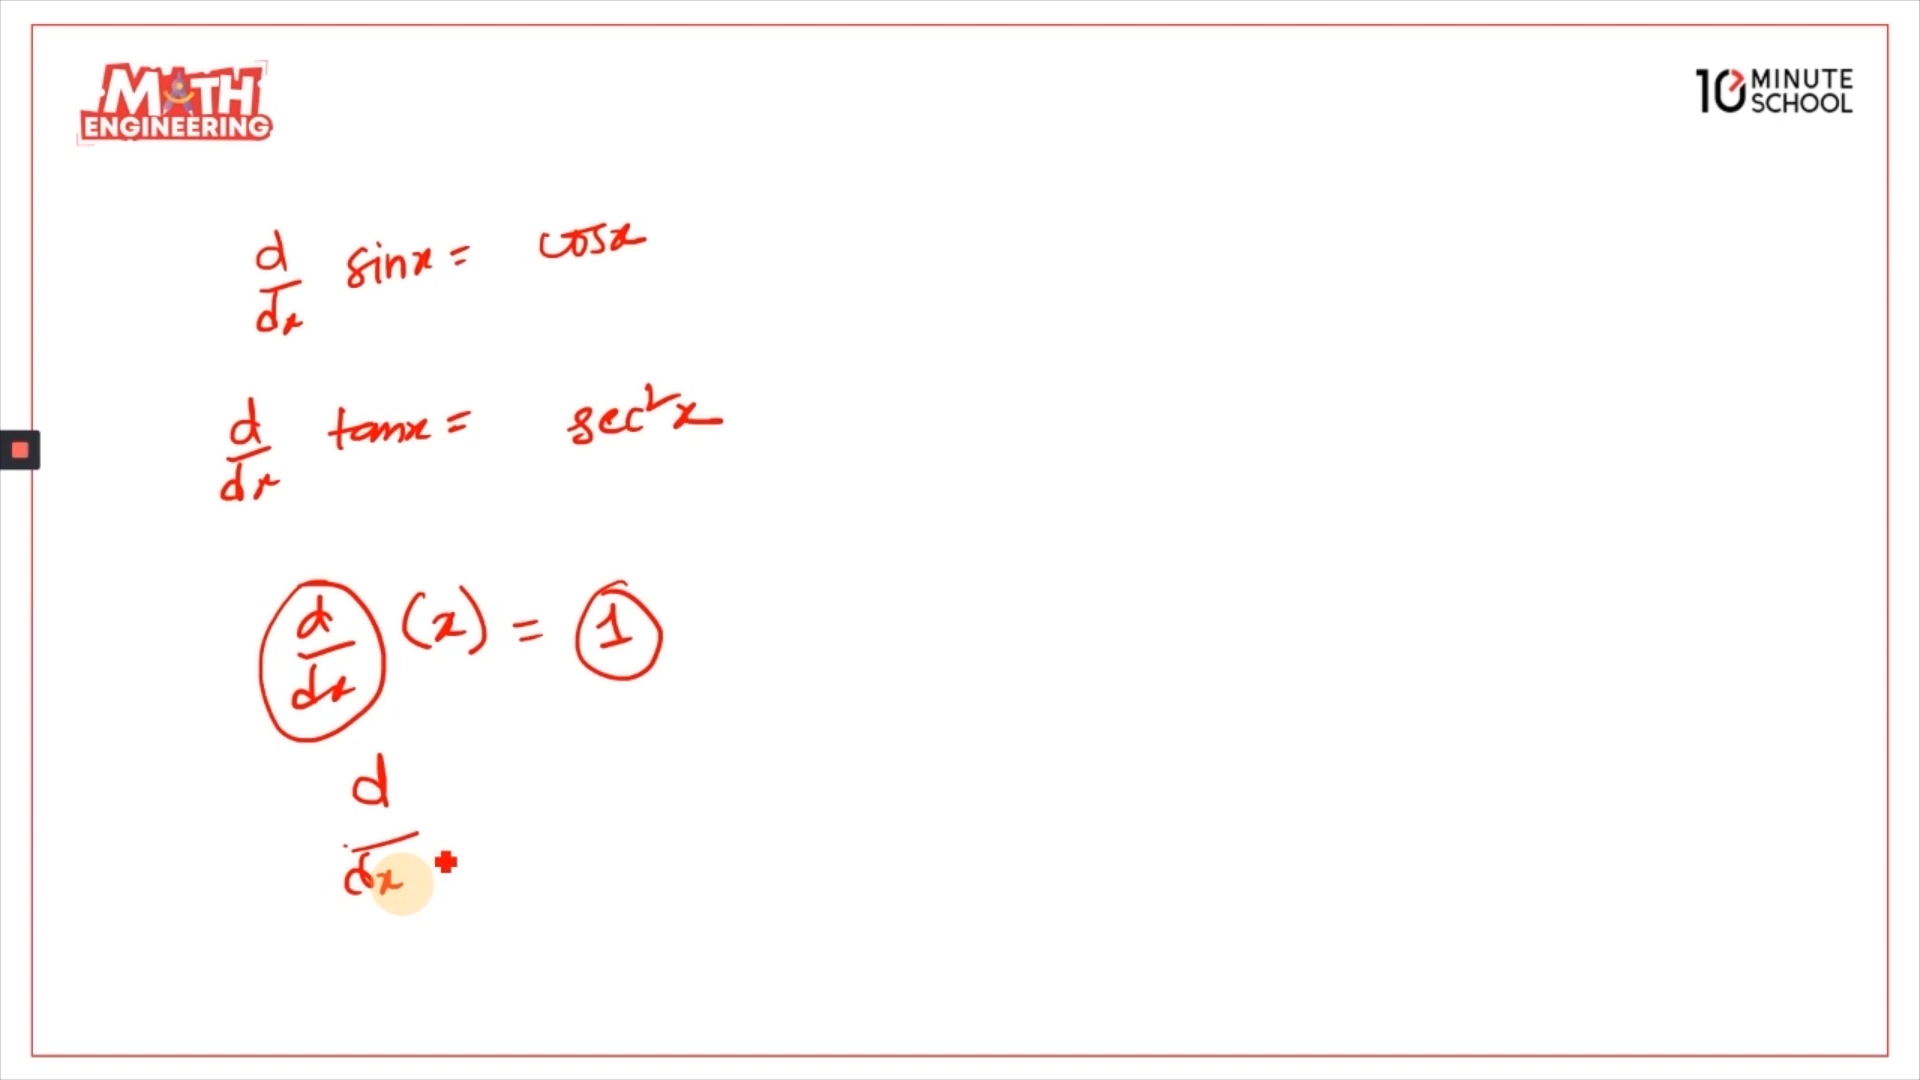 MATH
ENGINEERING
10 MINUTE
SCHOOL
d/dx sinx = cosx
d/dx tanx = sec²x
d/dx (x) = 1
d/dx